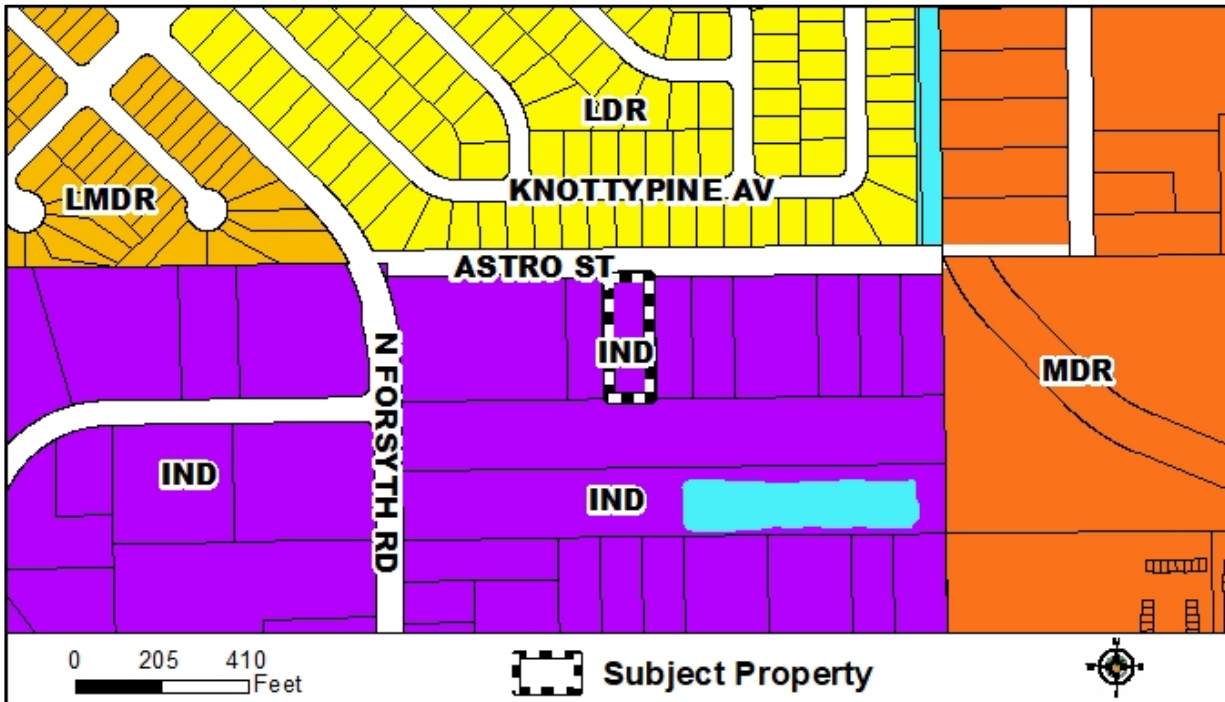 LDR
KNOTTYPINE AV
LMDR
ASTRO ST
IND
MDR
N FORSYTH RD
IND
IND
0 205 410
Feet
Subject Property
N